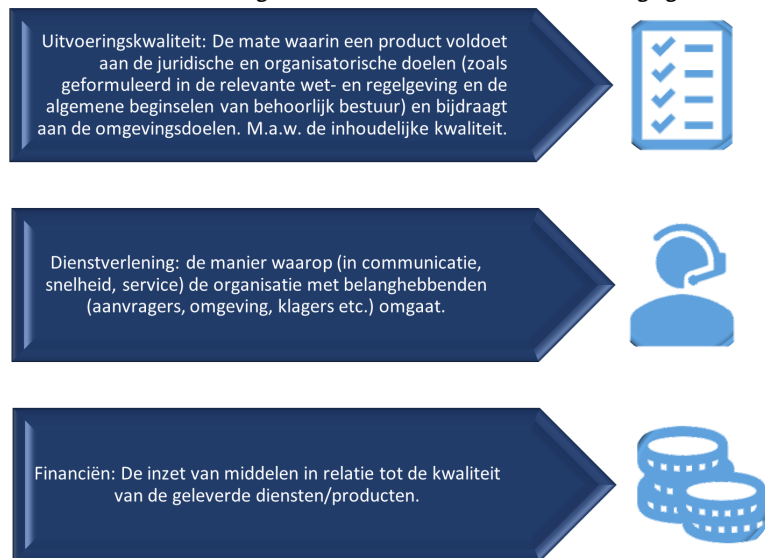 Uitvoeringskwaliteit: De mate waarin een product voldoet
aan de juridische en organisatorische doelen (zoals
geformuleerd in de relevante wet- en regelgeving en de
algemene beginselen van behoorlijk bestuur) en bijdraagt
aan de omgevingsdoelen. M.a.w. de inhoudelijke kwaliteit.
Dienstverlening: de manier waarop (in communicatie,
snelheid, service) de organisatie met belanghebbenden
(aanvragers, omgeving, klagers etc.) omgaat.
Financiën: De inzet van middelen in relatie tot de kwaliteit
van de geleverde diensten/producten.